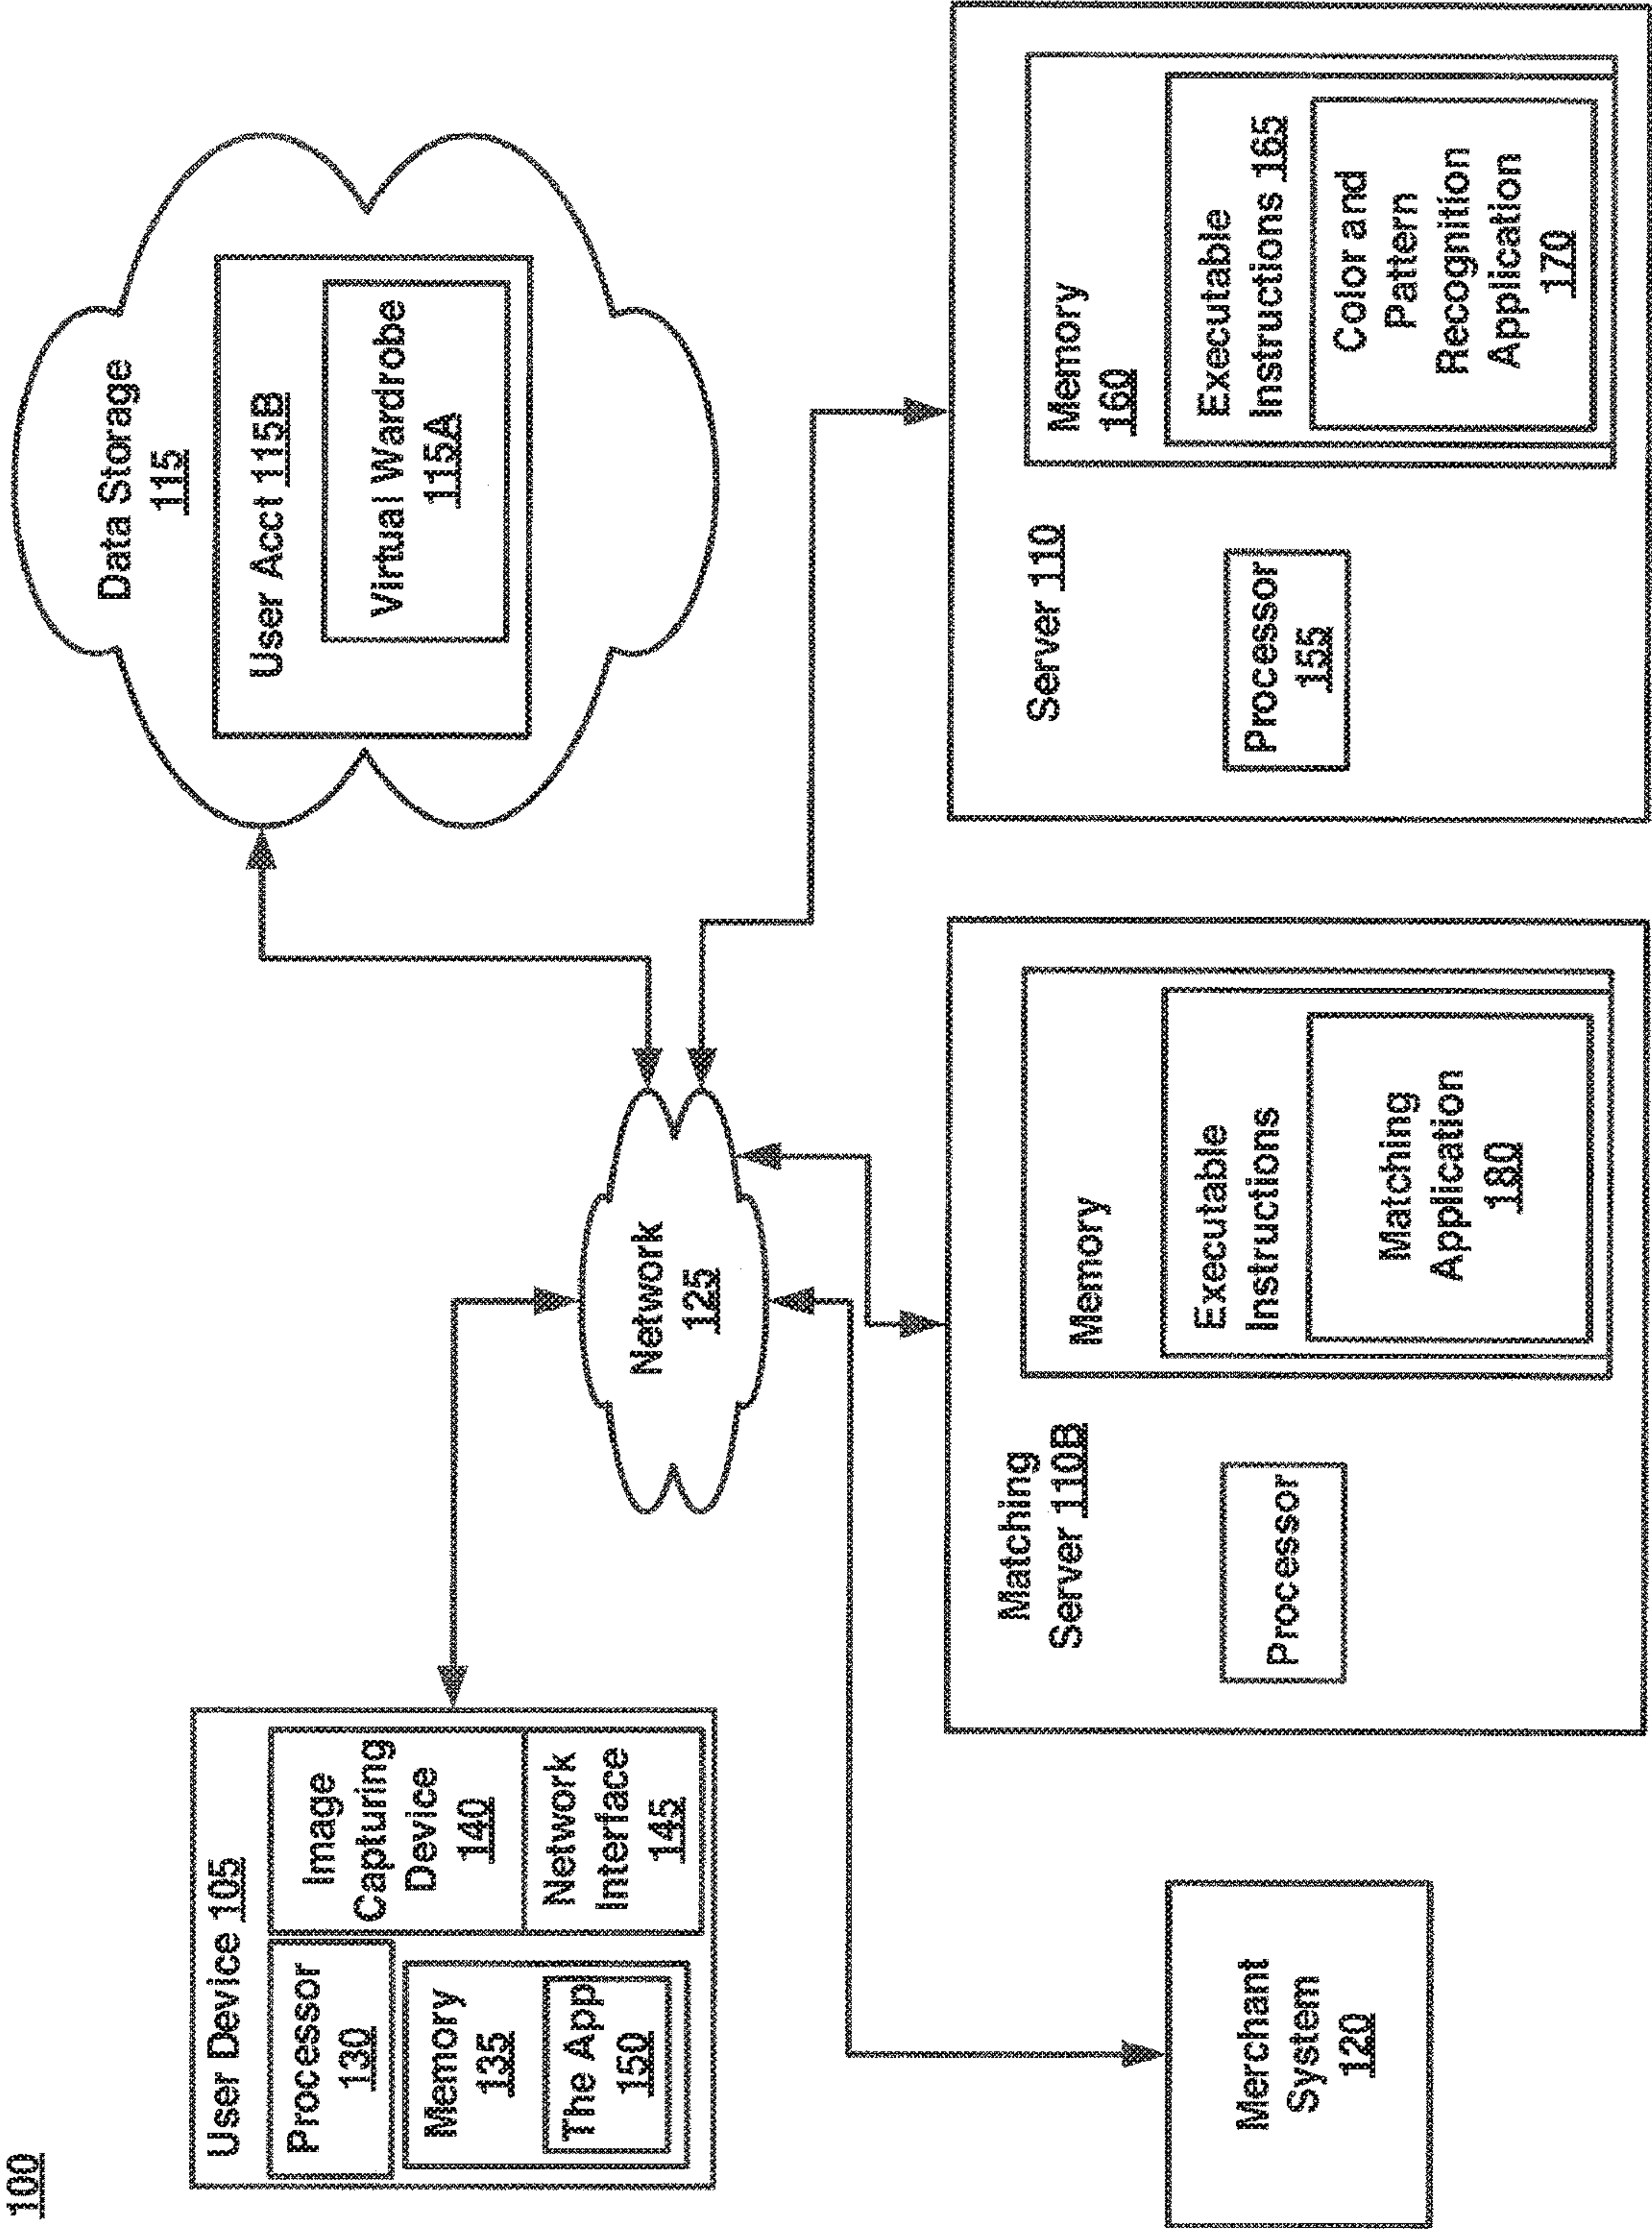 100
User Device 105
Processor
130
Memory
135
The App
150
Image
Capturing
Device
140
Network
Interface
145
Network
125
Data Storage
115
User Acct 115B
Virtual Wardrobe
115A
Merchant
System
120
Matching
Server 110B
Processor
Memory
Executable
Instructions
Matching
Application
180
Server 110
Processor
155
Memory
160
Executable
Instructions 165
Color and
Pattern
Recognition
Application
170